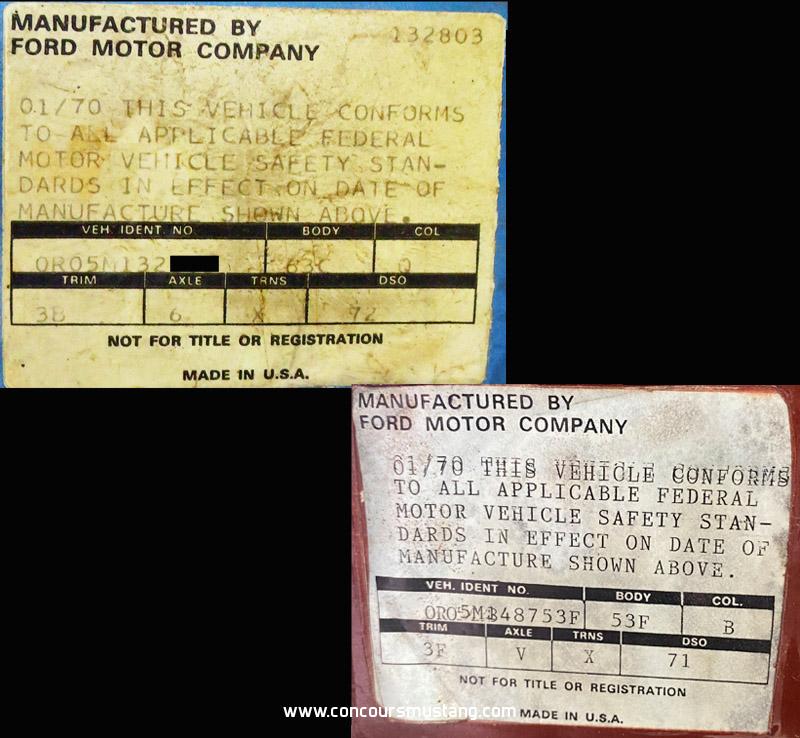 MANUFACTURED BY
FORD MOTOR COMPANY
132803
01/70 THIS VEHICLE CONFORMS
TO ALL APPLICABLE FEDERAL
MOTOR VEHICLE SAFETY STAN-
DARDS IN EFFECT ON DATE OF
MANUFACTURE SHOWN ABOVE.
VEH. IDENT. NO. BODY COL
0R05M132 63C Q
TRIM AXLE TRNS DSO
3B 6 X 72
NOT FOR TITLE OR REGISTRATION
MADE IN U.S.A.
MANUFACTURED BY
FORD MOTOR COMPANY
01/70 THIS VEHICLE CONFORMS
TO ALL APPLICABLE FEDERAL
MOTOR VEHICLE SAFETY STAN-
DARDS IN EFFECT ON DATE OF
MANUFACTURE SHOWN ABOVE.
VEH. IDENT NO. BODY COL.
53F B
TRIM AXLE TRNS DSO
3F V X 71
NOT FOR TITLE OR REGISTRATION
MADE IN U.S.A.
www.concoursmustang.com